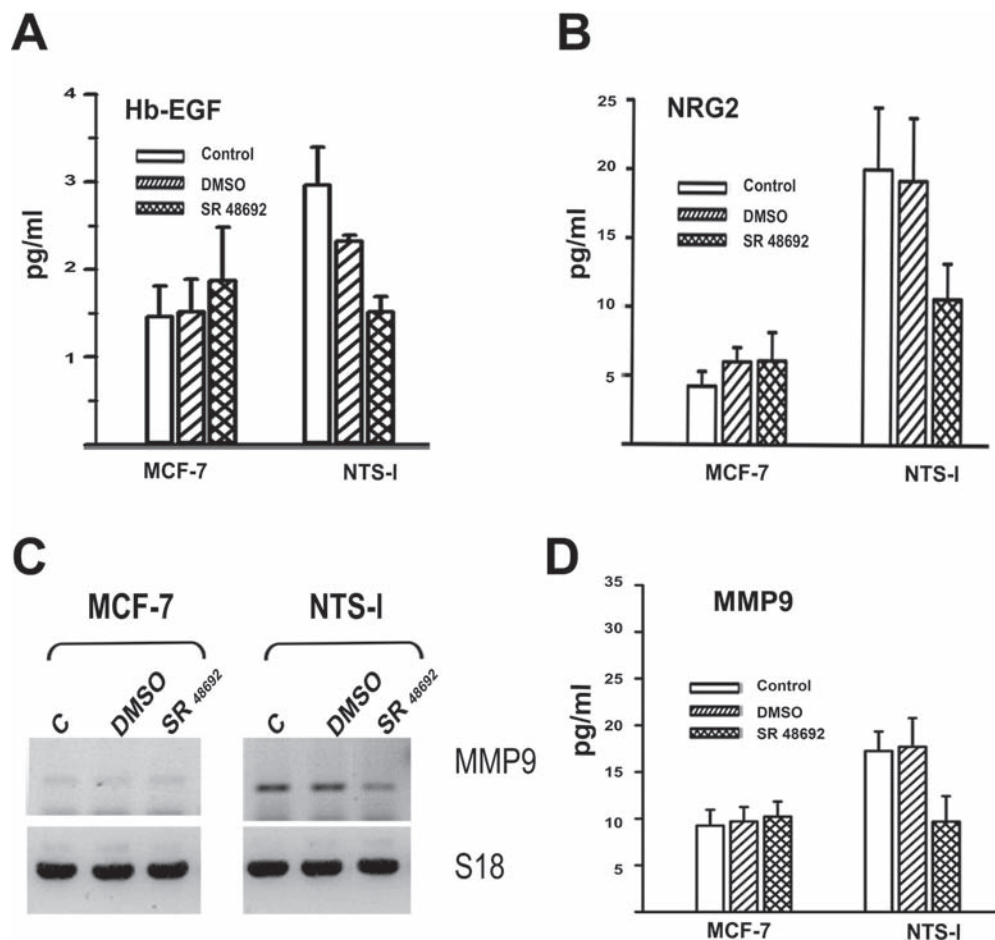 A
Hb-EGF
Control
DMSO
SR 48692
4
3
2
1
pg/ml
MCF-7
NTS-I
B
NRG2
Control
DMSO
SR 48692
25
20
15
10
5
pg/ml
MCF-7
NTS-I
C
MCF-7
NTS-I
C
DMSO
SR 48692
C
DMSO
SR 48692
MMP9
S18
D
MMP9
Control
DMSO
SR 48692
35
30
25
20
15
10
5
pg/ml
MCF-7
NTS-I